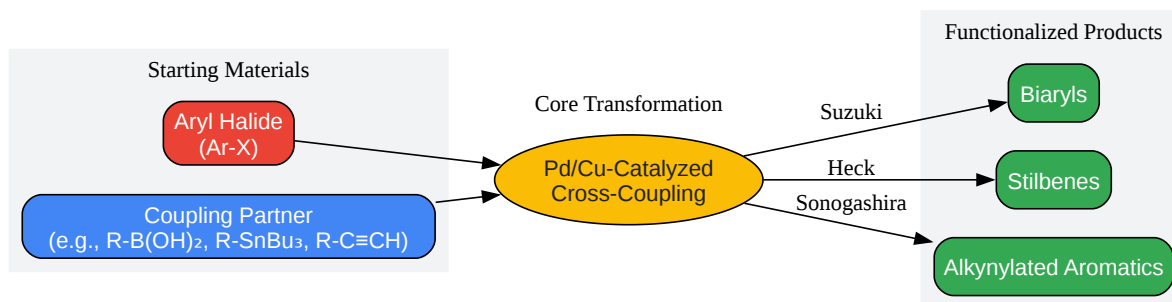 Starting Materials
Aryl Halide
(Ar-X)
Coupling Partner
(e.g., R-B(OH)₂, R-SnBu₃, R-C≡CH)
Core Transformation
Pd/Cu-Catalyzed
Cross-Coupling
Suzuki
Heck
Sonogashira
Functionalized Products
Biaryls
Stilbenes
Alkynylated Aromatics